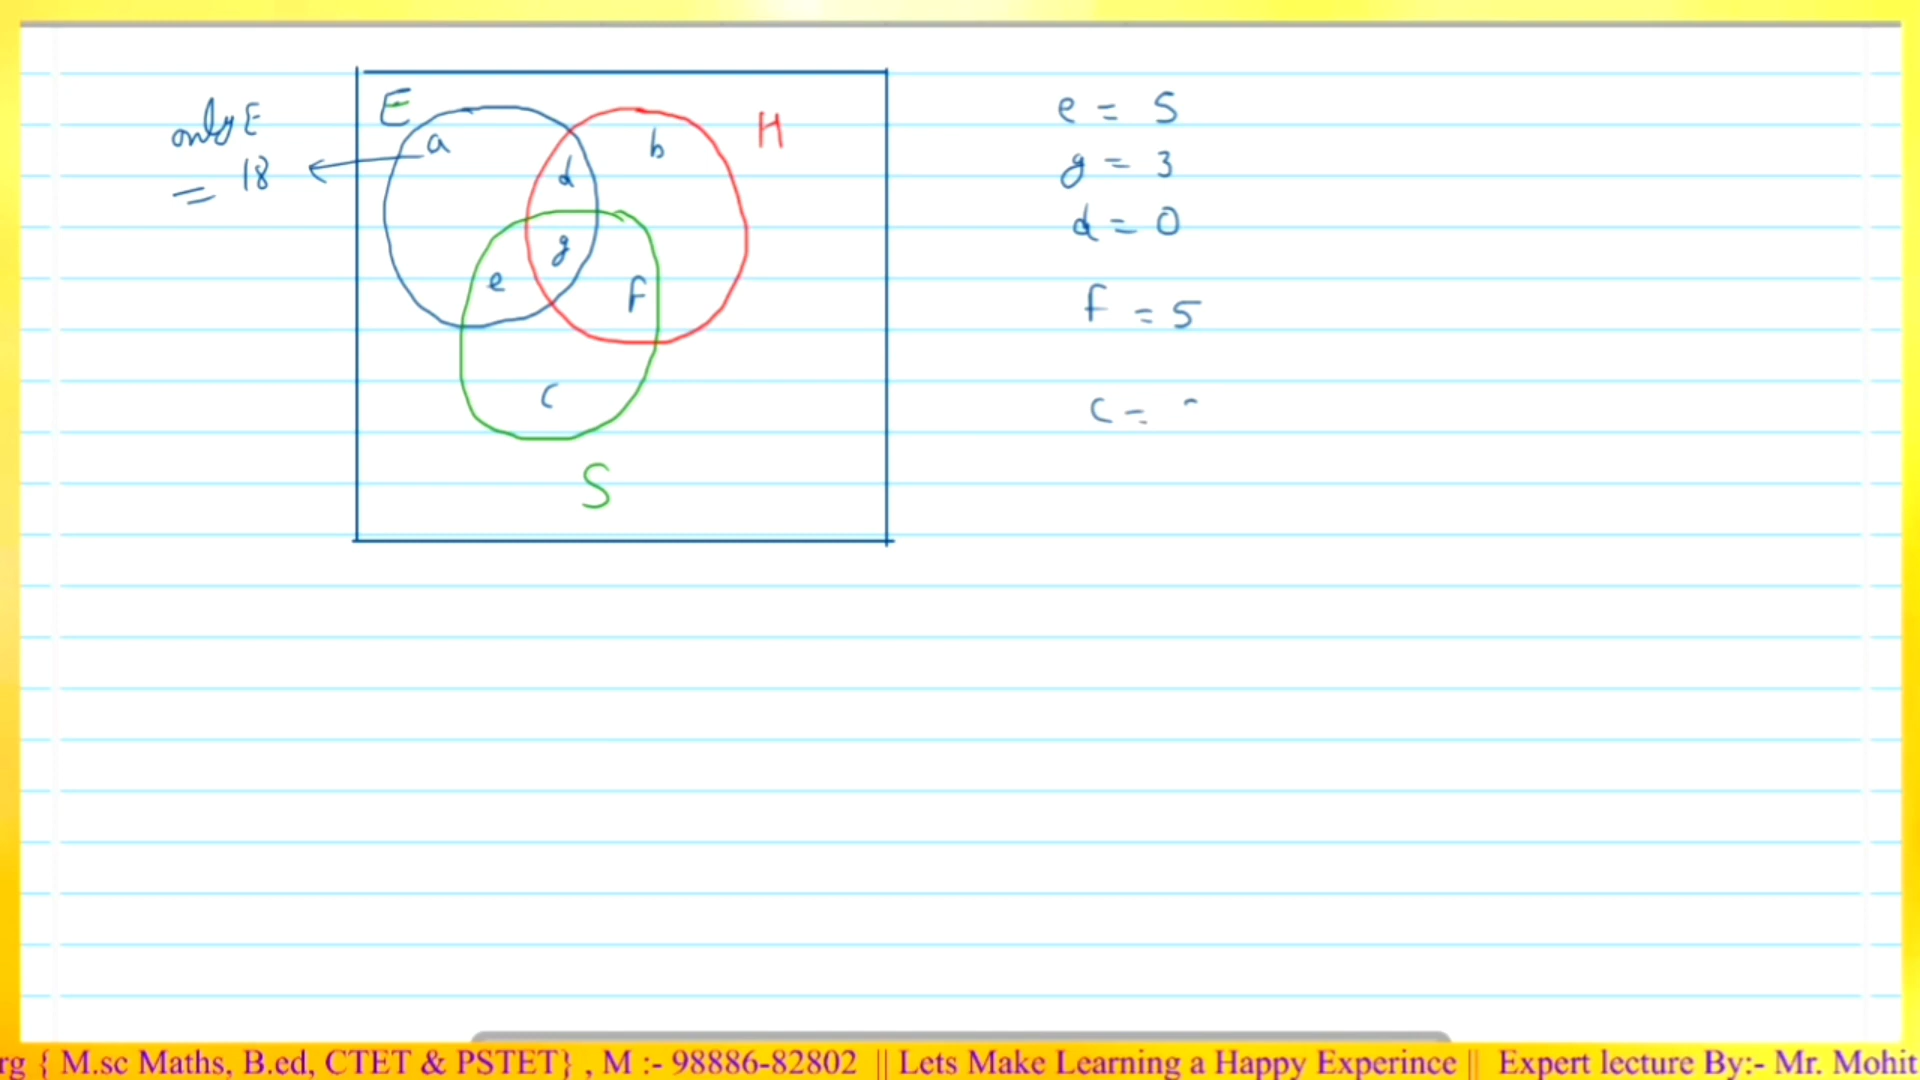 only E
= 18
E
a
d
b
H
g
e
f
c
S
e = 5
g = 3
d = 0
f = 5
c =
rg { M.sc Maths, B.ed, CTET & PSTET} , M :- 98886-82802 || Lets Make Learning a Happy Experince || Expert lecture By:- Mr. Mohit